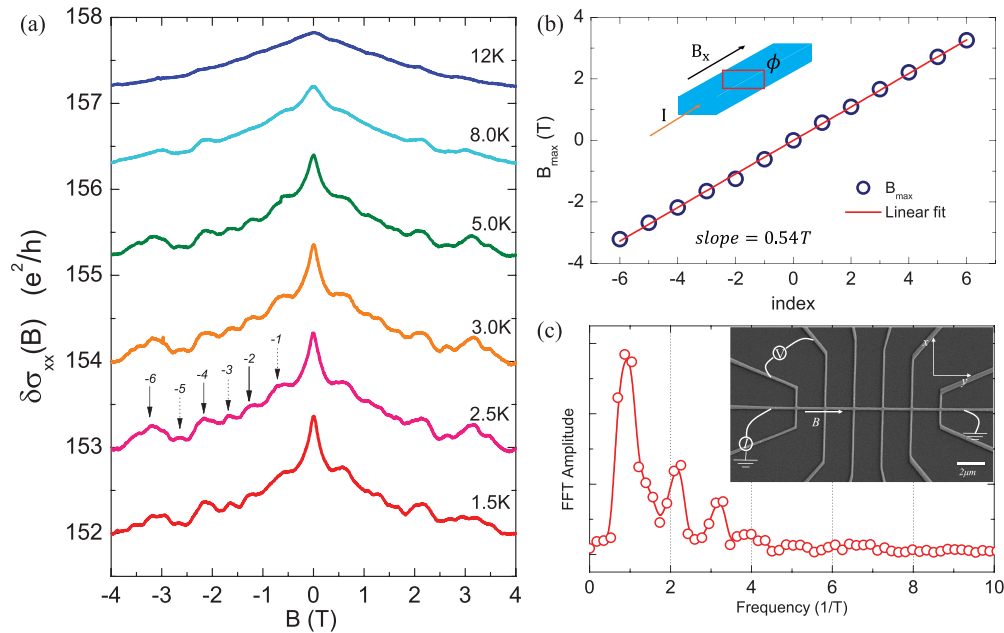 (a)
158
157
156
155
154
153
152
δσxx(B) (e²/h)
12K
8.0K
5.0K
3.0K
2.5K
1.5K
-6
-5
-4
-3
-2
-1
-4 -3 -2 -1 0 1 2 3 4
B (T)
(b)
4
2
0
-2
-4
Bmax (T)
Bx
ϕ
I
Bmax
Linear fit
slope = 0.54T
-6 -4 -2 0 2 4 6
index
(c)
FFT Amplitude
V
I
B
x
y
2μm
0 2 4 6 8 10
Frequency (1/T)